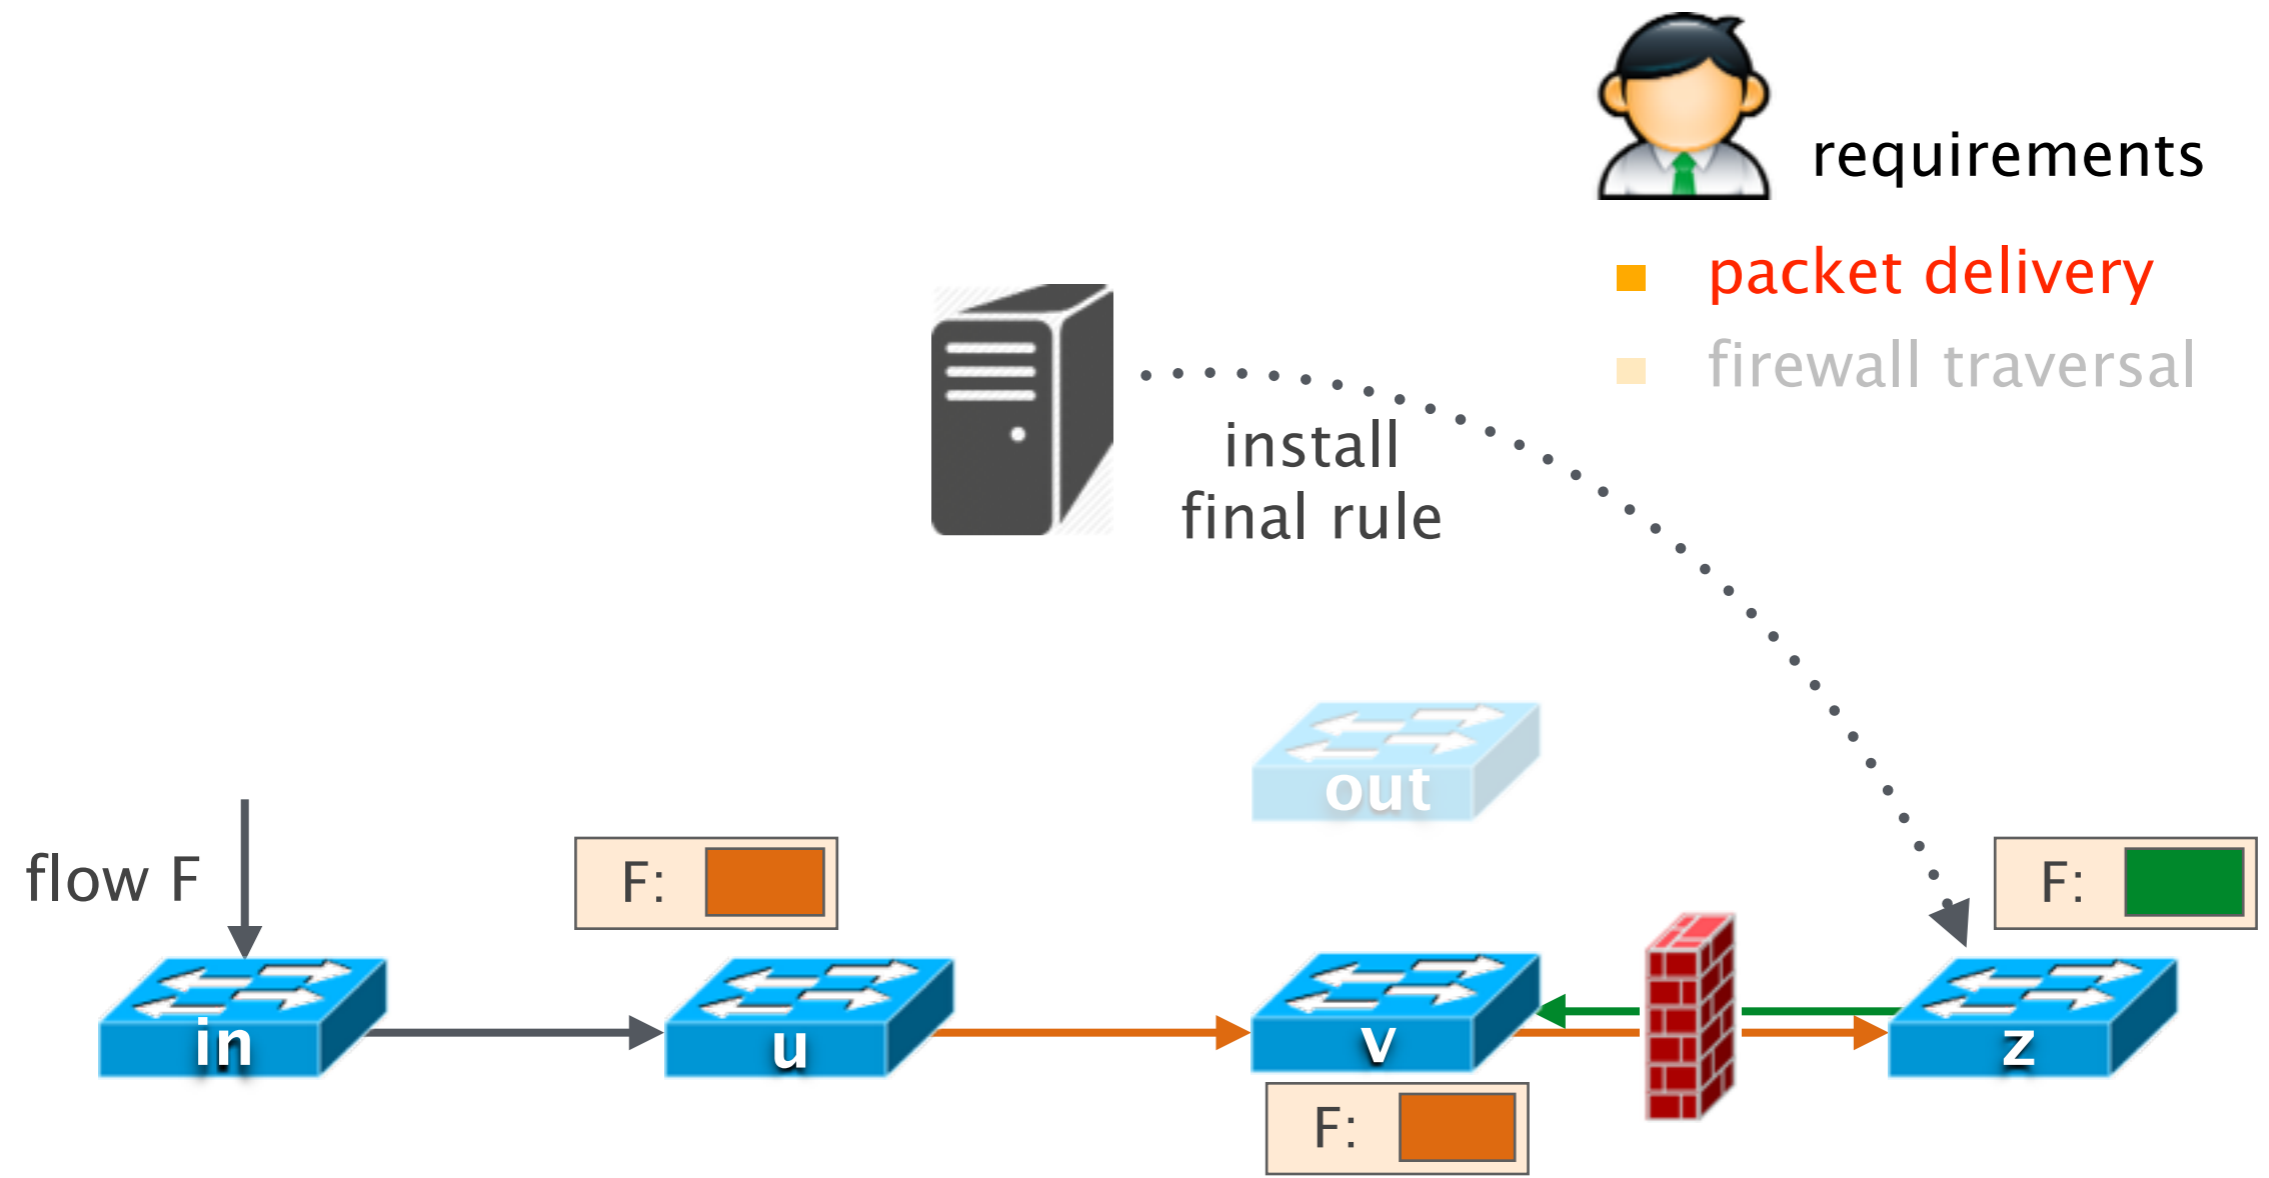 requirements
packet delivery
firewall traversal
install
final rule
out
flow F
F:
F:
in
u
v
z
F: